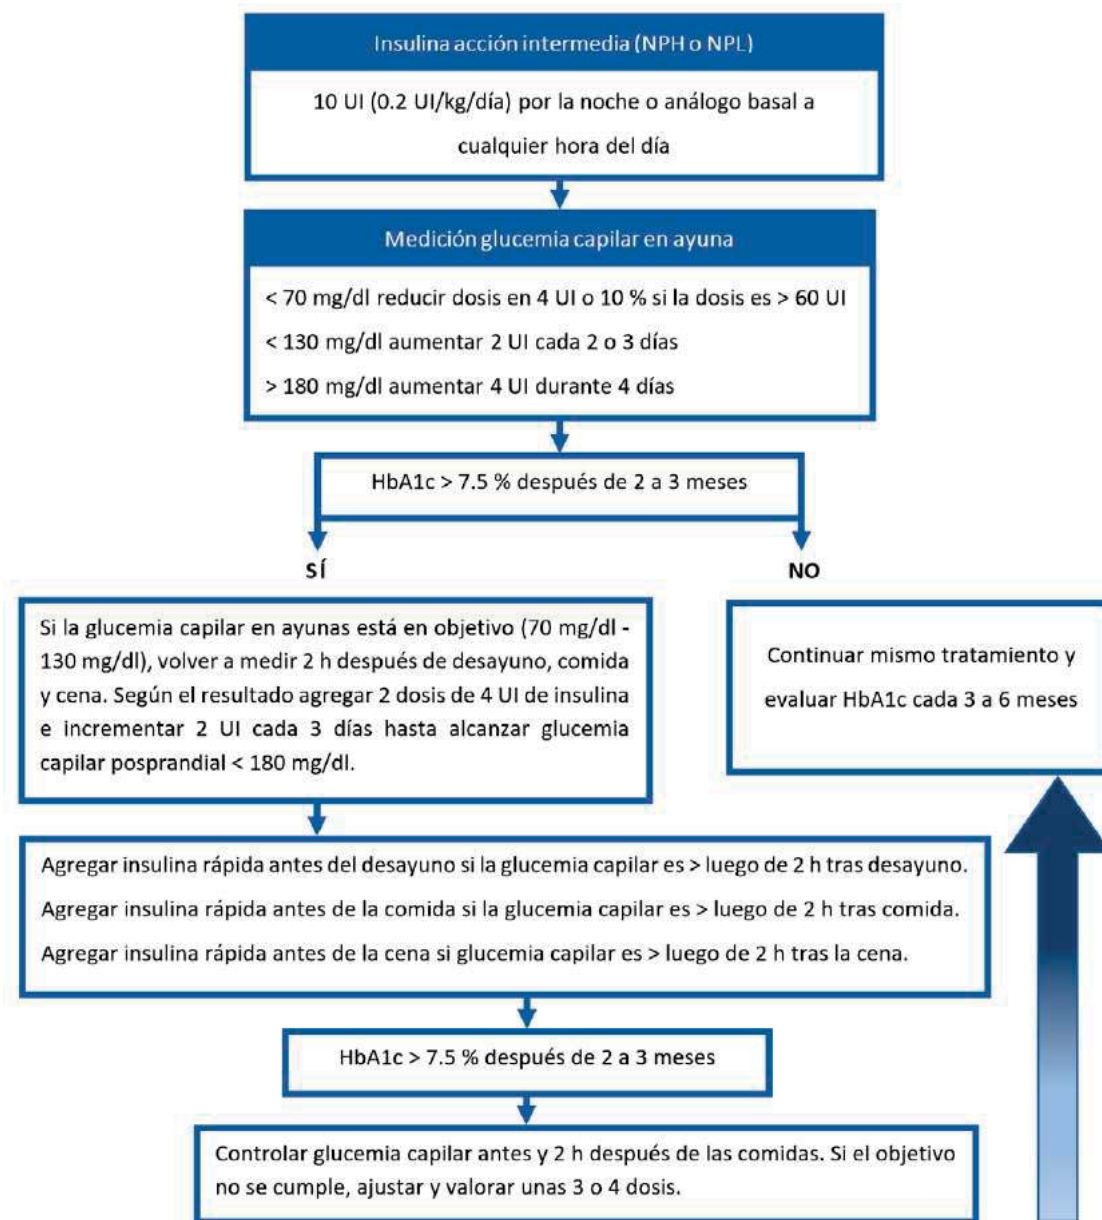 Insulina acción intermedia (NPH o NPL)
10 UI (0.2 UI/kg/día) por la noche o análogo basal a
cualquier hora del día
Medición glucemia capilar en ayuna
< 70 mg/dl reducir dosis en 4 UI o 10 % si la dosis es > 60 UI
< 130 mg/dl aumentar 2 UI cada 2 o 3 días
> 180 mg/dl aumentar 4 UI durante 4 días
HbA1c > 7.5 % después de 2 a 3 meses
SÍ
NO
Si la glucemia capilar en ayunas está en objetivo (70 mg/dl -
130 mg/dl), volver a medir 2 h después de desayuno, comida
y cena. Según el resultado agregar 2 dosis de 4 UI de insulina
e incrementar 2 UI cada 3 días hasta alcanzar glucemia
capilar posprandial < 180 mg/dl.
Continuar mismo tratamiento y
evaluar HbA1c cada 3 a 6 meses
Agregar insulina rápida antes del desayuno si la glucemia capilar es > luego de 2 h tras desayuno.
Agregar insulina rápida antes de la comida si la glucemia capilar es > luego de 2 h tras comida.
Agregar insulina rápida antes de la cena si glucemia capilar es > luego de 2 h tras la cena.
HbA1c > 7.5 % después de 2 a 3 meses
Controlar glucemia capilar antes y 2 h después de las comidas. Si el objetivo
no se cumple, ajustar y valorar unas 3 o 4 dosis.